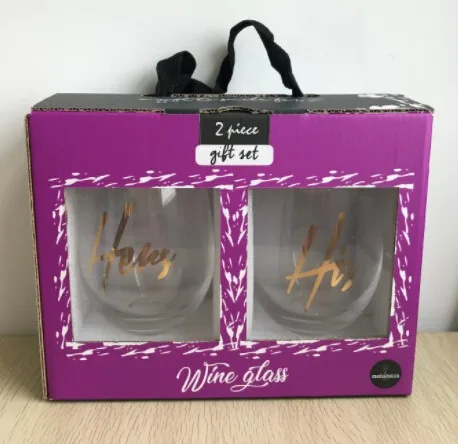 2 piece
gift set
Hers
His
Wine glass